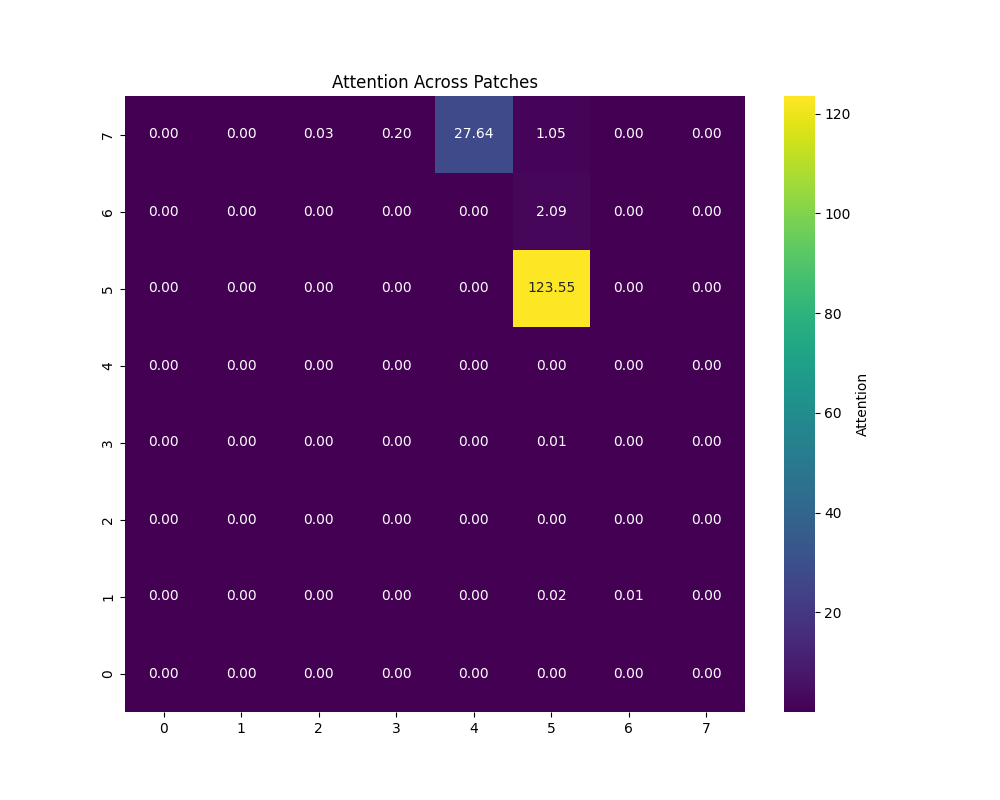 Attention Across Patches
7 0.00 0.00 0.03 0.20 27.64 1.05 0.00 0.00
6 0.00 0.00 0.00 0.00 0.00 2.09 0.00 0.00
5 0.00 0.00 0.00 0.00 0.00 123.55 0.00 0.00
4 0.00 0.00 0.00 0.00 0.00 0.00 0.00 0.00
3 0.00 0.00 0.00 0.00 0.00 0.01 0.00 0.00
2 0.00 0.00 0.00 0.00 0.00 0.00 0.00 0.00
1 0.00 0.00 0.00 0.00 0.00 0.02 0.01 0.00
0 0.00 0.00 0.00 0.00 0.00 0.00 0.00 0.00
0 1 2 3 4 5 6 7
120
100
80
60
40
20
Attention